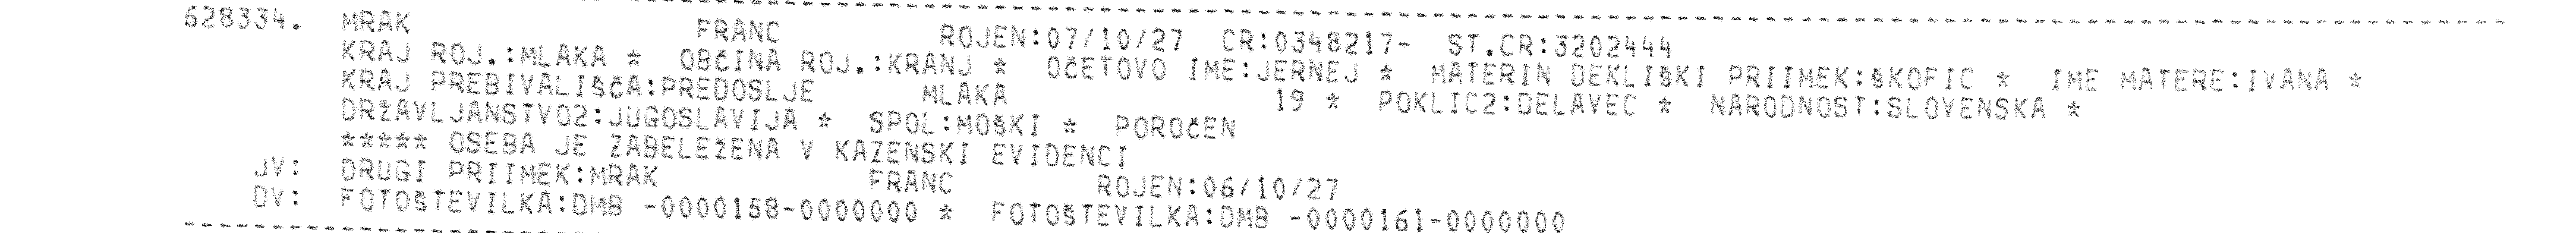 628334. MRAK FRANC ROJEN:07/10/27 CR:0348217- ST.CR:3202444
KRAJ ROJ.:MLAKA * OBČINA ROJ.:KRANJ * OČETOVO IME:JERNEJ * MATERIN DEKLIŠKI PRIIMEK:ŠKOFIC * IME MATERE:IVANA *
KRAJ PREBIVALIŠČA:PREDOSLJE MLAKA 19 * POKLIC2:DELAVEC * NARODNOST:SLOVENSKA *
DRŽAVLJANSTVO2:JUGOSLAVIJA * SPOL:MOŠKI * POROČEN
***** OSEBA JE ZABELEŽENA V KAZENSKI EVIDENCI
JV: DRUGI PRIIMEK:MRAK FRANC ROJEN:06/10/27
DV: FOTOŠTEVILKA:DMB -0000158-0000000 * FOTOŠTEVILKA:DMB -0000161-0000000